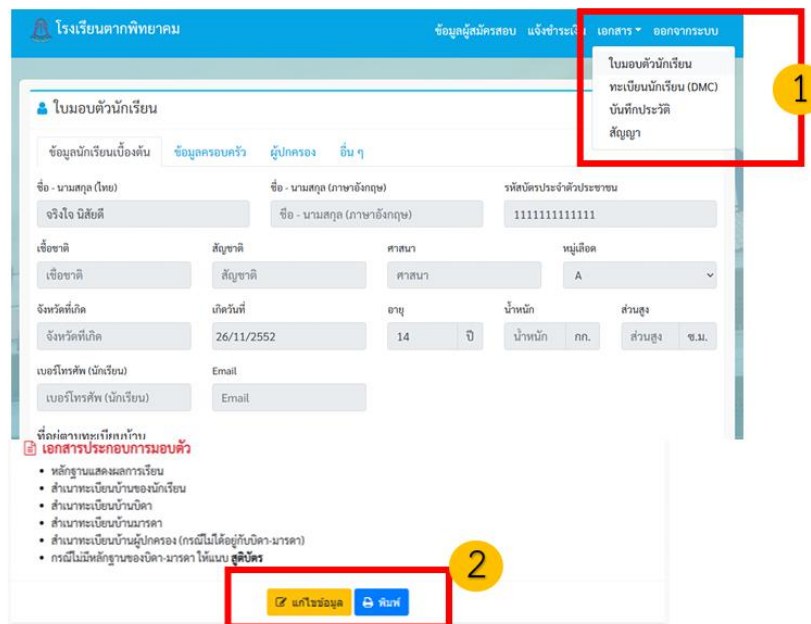 โรงเรียนตากพิทยาคม
ข้อมูลผู้สมัครสอบ แจ้งชำระเงิน เอกสาร ออกจากระบบ
ใบมอบตัวนักเรียน
ทะเบียนนักเรียน (DMC)
บันทึกประวัติ
สัญญา
1
ใบมอบตัวนักเรียน
ข้อมูลนักเรียนเบื้องต้น ข้อมูลครอบครัว ผู้ปกครอง อื่น ๆ
ชื่อ - นามสกุล (ไทย) ชื่อ - นามสกุล (ภาษาอังกฤษ) รหัสบัตรประจำตัวประชาชน
จริงใจ นิสัยดี ชื่อ - นามสกุล (ภาษาอังกฤษ) 1111111111111
เชื้อชาติ สัญชาติ ศาสนา หมู่เลือด
เชื้อชาติ สัญชาติ ศาสนา A
จังหวัดที่เกิด เกิดวันที่ อายุ น้ำหนัก ส่วนสูง
จังหวัดที่เกิด 26/11/2552 14 ปี น้ำหนัก กก. ส่วนสูง ซ.ม.
เบอร์โทรศัพ (นักเรียน) Email
เบอร์โทรศัพ (นักเรียน) Email
ที่อยู่ตามทะเบียนบ้าน
เอกสารประกอบการมอบตัว
• หลักฐานแสดงผลการเรียน
• สำเนาทะเบียนบ้านของนักเรียน
• สำเนาทะเบียนบ้านบิดา
• สำเนาทะเบียนบ้านมารดา
• สำเนาทะเบียนบ้านผู้ปกครอง (กรณีไม่ได้อยู่กับบิดา-มารดา)
• กรณีไม่มีหลักฐานของบิดา-มารดา ให้แนบ สูติบัตร
2
แก้ไขข้อมูล พิมพ์